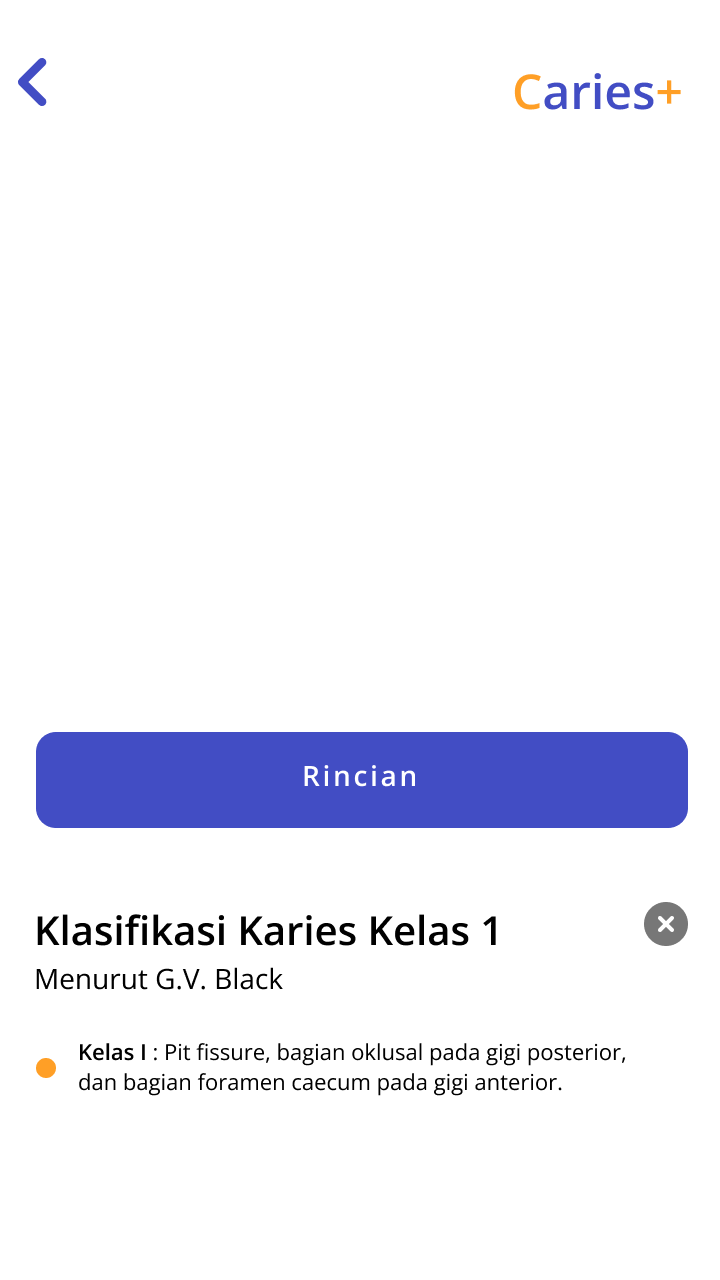 Caries+
Rincian
Klasifikasi Karies Kelas 1
Menurut G.V. Black
Kelas I : Pit fissure, bagian oklusal pada gigi posterior,
dan bagian foramen caecum pada gigi anterior.